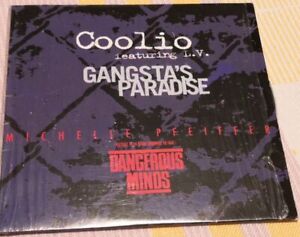 Coolio
featuring L.V.
GANGSTA'S
PARADISE
MICHELLE PFEIFFER
DANGEROUS
MINDS